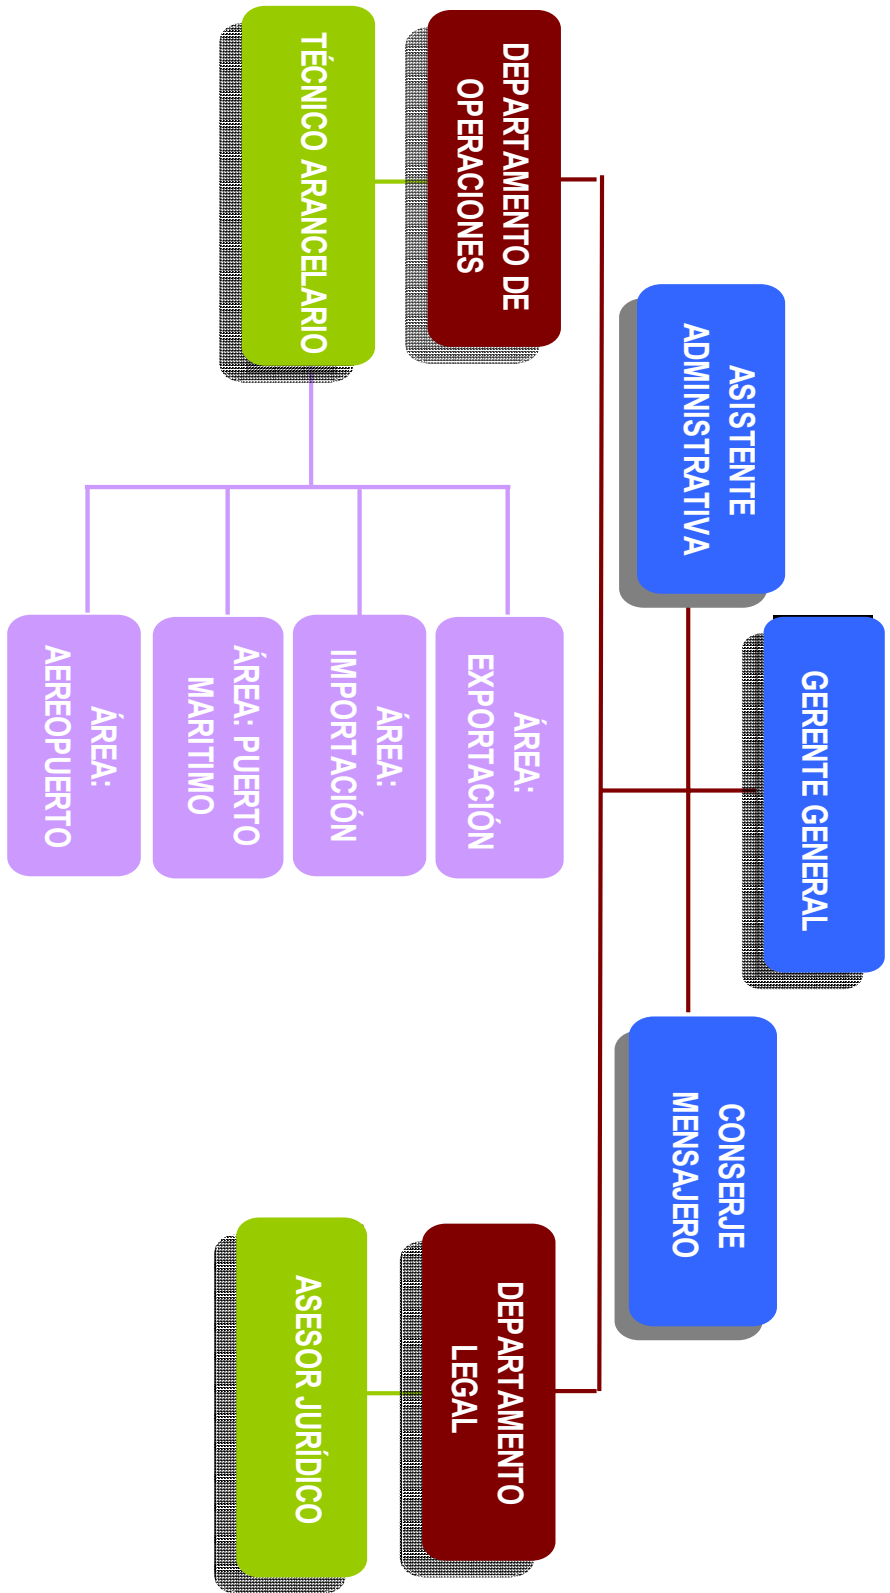 GERENTE GENERAL
ASISTENTE
ADMINISTRATIVA
CONSERJE
MENSAJERO
DEPARTAMENTO DE
OPERACIONES
DEPARTAMENTO
LEGAL
TÉCNICO ARANCELARIO
ASESOR JURÍDICO
ÁREA:
EXPORTACIÓN
ÁREA:
IMPORTACIÓN
ÁREA: PUERTO
MARITIMO
ÁREA:
AEREOPUERTO